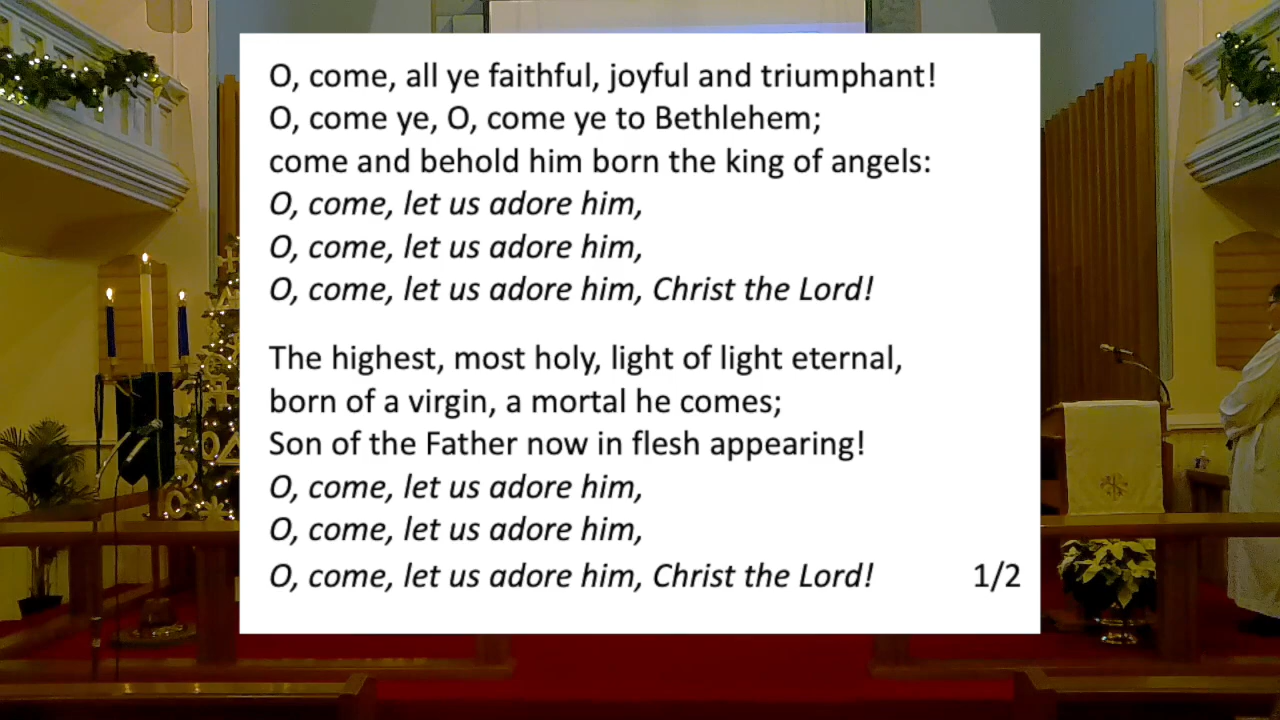 O, come, all ye faithful, joyful and triumphant!
O, come ye, O, come ye to Bethlehem;
come and behold him born the king of angels:
O, come, let us adore him,
O, come, let us adore him,
O, come, let us adore him, Christ the Lord!
The highest, most holy, light of light eternal,
born of a virgin, a mortal he comes;
Son of the Father now in flesh appearing!
O, come, let us adore him,
O, come, let us adore him,
O, come, let us adore him, Christ the Lord!
1/2